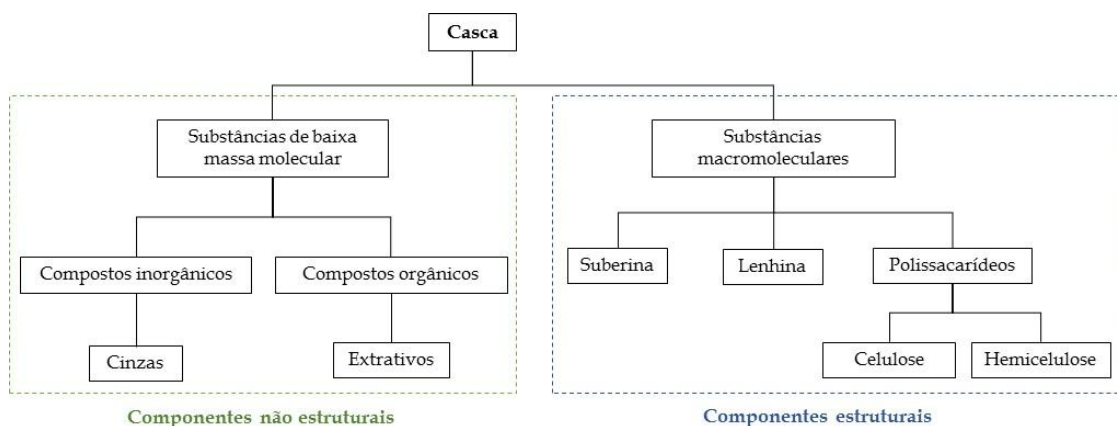 Casca
Substâncias de baixa
massa molecular
Substâncias
macromoleculares
Compostos inorgânicos
Compostos orgânicos
Suberina
Lenhina
Polissacarídeos
Cinzas
Extrativos
Celulose
Hemicelulose
Componentes não estruturais
Componentes estruturais